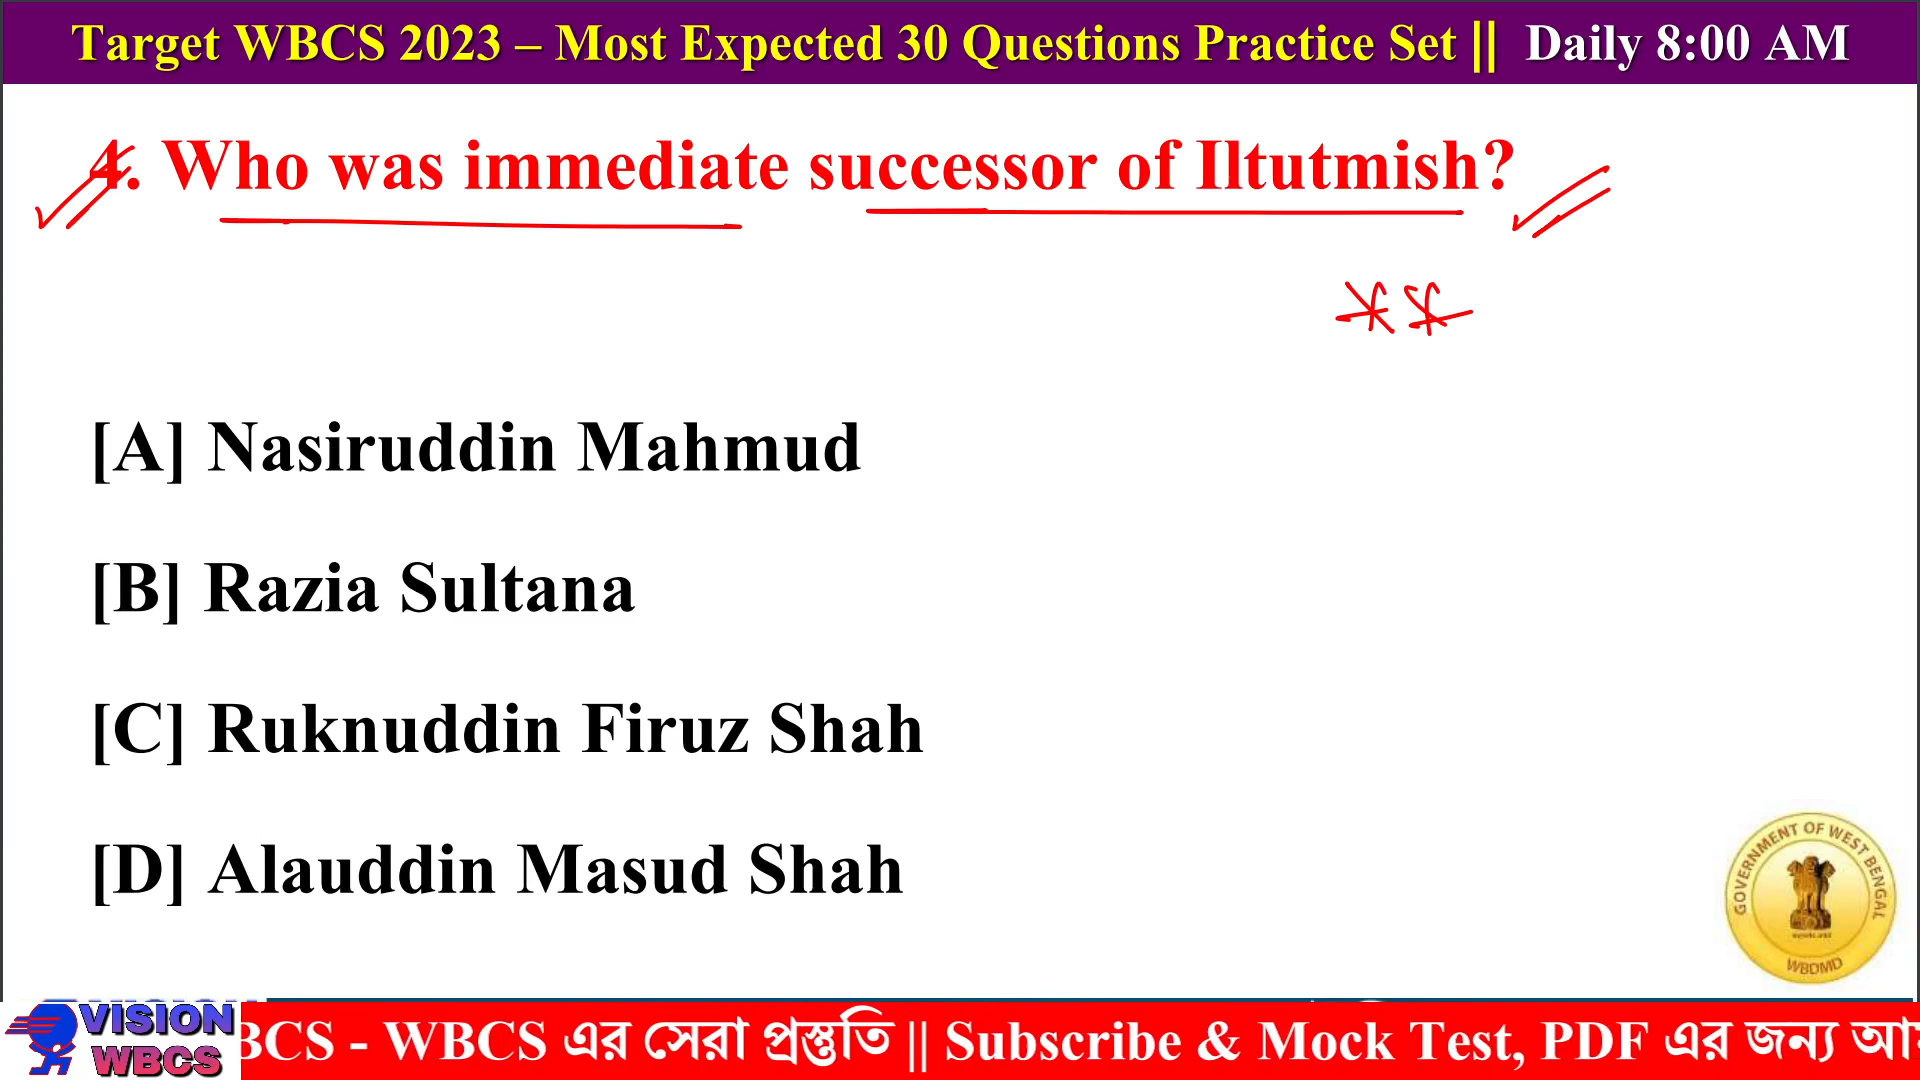 Target WBCS 2023 – Most Expected 30 Questions Practice Set || Daily 8:00 AM
4. Who was immediate successor of Iltutmish?
**
[A] Nasiruddin Mahmud
[B] Razia Sultana
[C] Ruknuddin Firuz Shah
[D] Alauddin Masud Shah
GOVERNMENT OF WEST BENGAL
WBDMD
VISION
WBCS
BCS - WBCS এর সেরা প্রস্তুতি || Subscribe & Mock Test, PDF এর জন্য